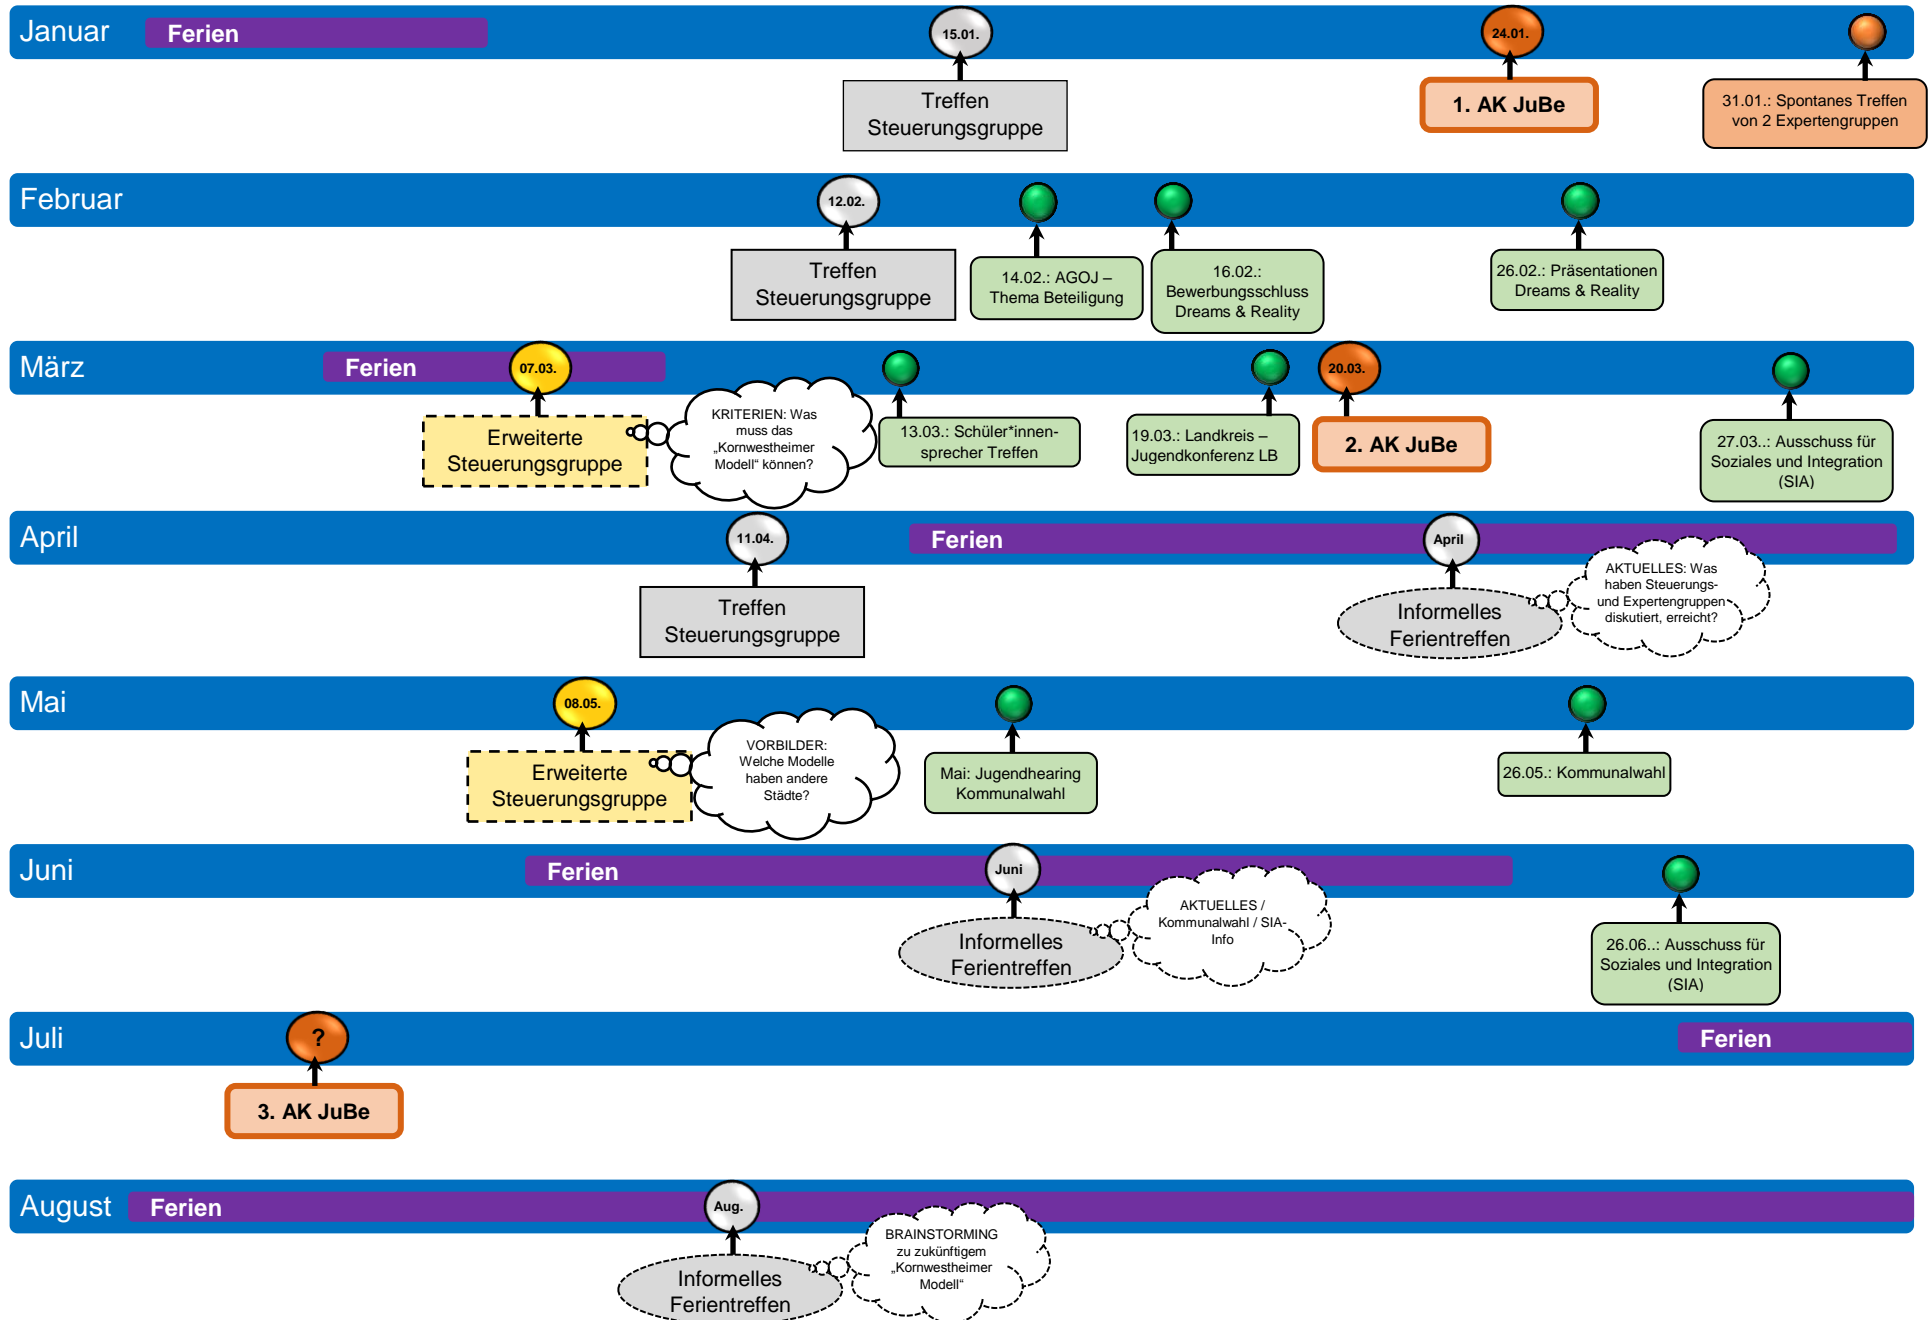 Januar
Ferien
15.01.
24.01.
Treffen
Steuerungsgruppe
1. AK JuBe
31.01.: Spontanes Treffen
von 2 Expertengruppen
Februar
12.02.
Treffen
Steuerungsgruppe
14.02.: AGOJ –
Thema Beteiligung
16.02.:
Bewerbungsschluss
Dreams & Reality
26.02.: Präsentationen
Dreams & Reality
März
Ferien
07.03.
20.03.
Erweiterte
Steuerungsgruppe
KRITERIEN: Was
muss das
„Kornwestheimer
Modell“ können?
13.03.: Schüler*innen-
sprecher Treffen
19.03.: Landkreis –
Jugendkonferenz LB
2. AK JuBe
27.03..: Ausschuss für
Soziales und Integration
(SIA)
April
11.04.
Ferien
April
Treffen
Steuerungsgruppe
Informelles
Ferientreffen
AKTUELLES: Was
haben Steuerungs-
und Expertengruppen
diskutiert, erreicht?
Mai
08.05.
Erweiterte
Steuerungsgruppe
VORBILDER:
Welche Modelle
haben andere
Städte?
Mai: Jugendhearing
Kommunalwahl
26.05.: Kommunalwahl
Juni
Ferien
Juni
Informelles
Ferientreffen
AKTUELLES /
Kommunalwahl / SIA-
Info
26.06..: Ausschuss für
Soziales und Integration
(SIA)
Juli
?
Ferien
3. AK JuBe
August
Ferien
Aug.
Informelles
Ferientreffen
BRAINSTORMING
zu zukünftigem
„Kornwestheimer
Modell“